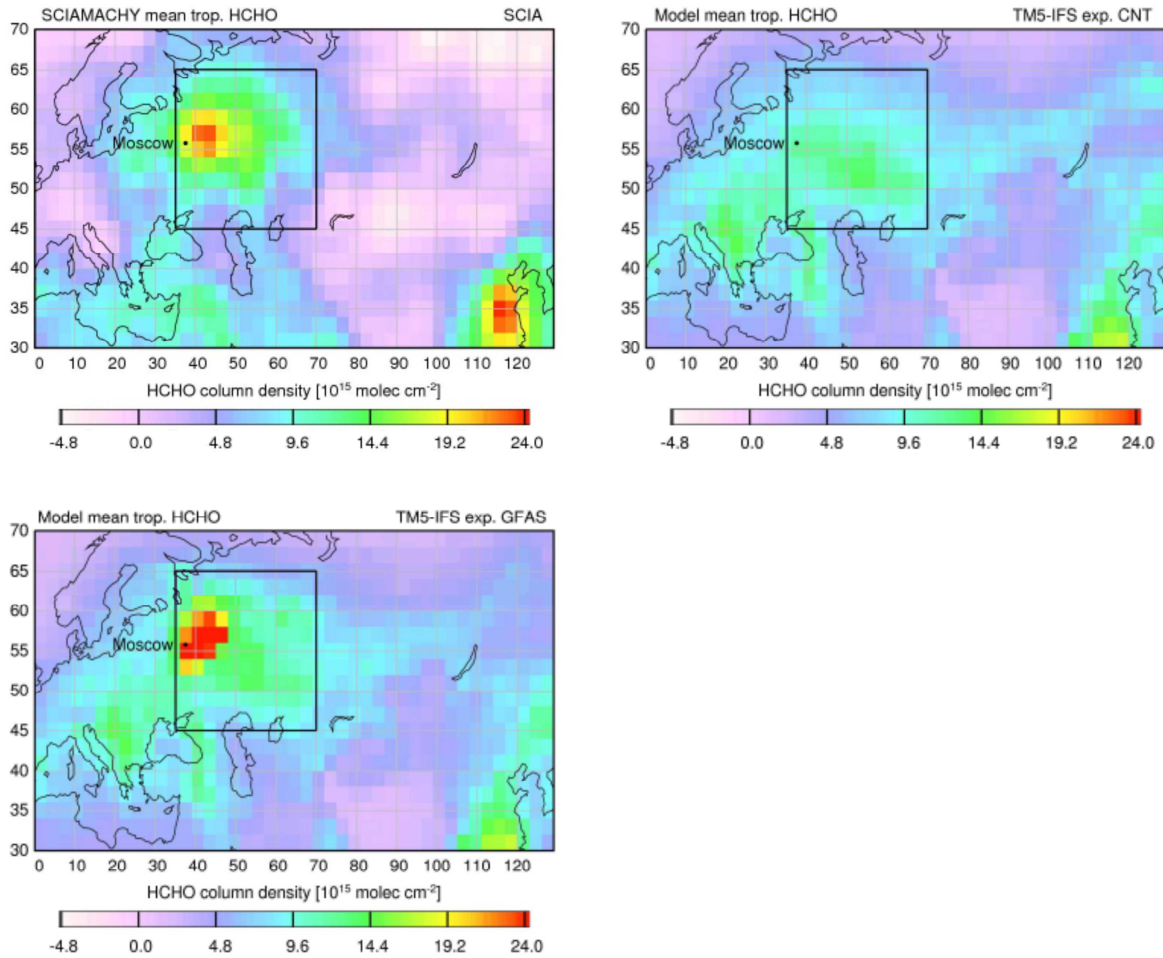 SCIAMACHY mean trop. HCHO SCIA
70
65
60
Moscow
55
50
45
40
35
30
0 10 20 30 40 50 60 70 80 90 100 110 120
HCHO column density [10¹⁵ molec cm⁻²]
-4.8 0.0 4.8 9.6 14.4 19.2 24.0
Model mean trop. HCHO TM5-IFS exp. CNT
70
65
60
Moscow
55
50
45
40
35
30
0 10 20 30 40 50 60 70 80 90 100 110 120
HCHO column density [10¹⁵ molec cm⁻²]
-4.8 0.0 4.8 9.6 14.4 19.2 24.0
Model mean trop. HCHO TM5-IFS exp. GFAS
70
65
60
Moscow
55
50
45
40
35
30
0 10 20 30 40 50 60 70 80 90 100 110 120
HCHO column density [10¹⁵ molec cm⁻²]
-4.8 0.0 4.8 9.6 14.4 19.2 24.0